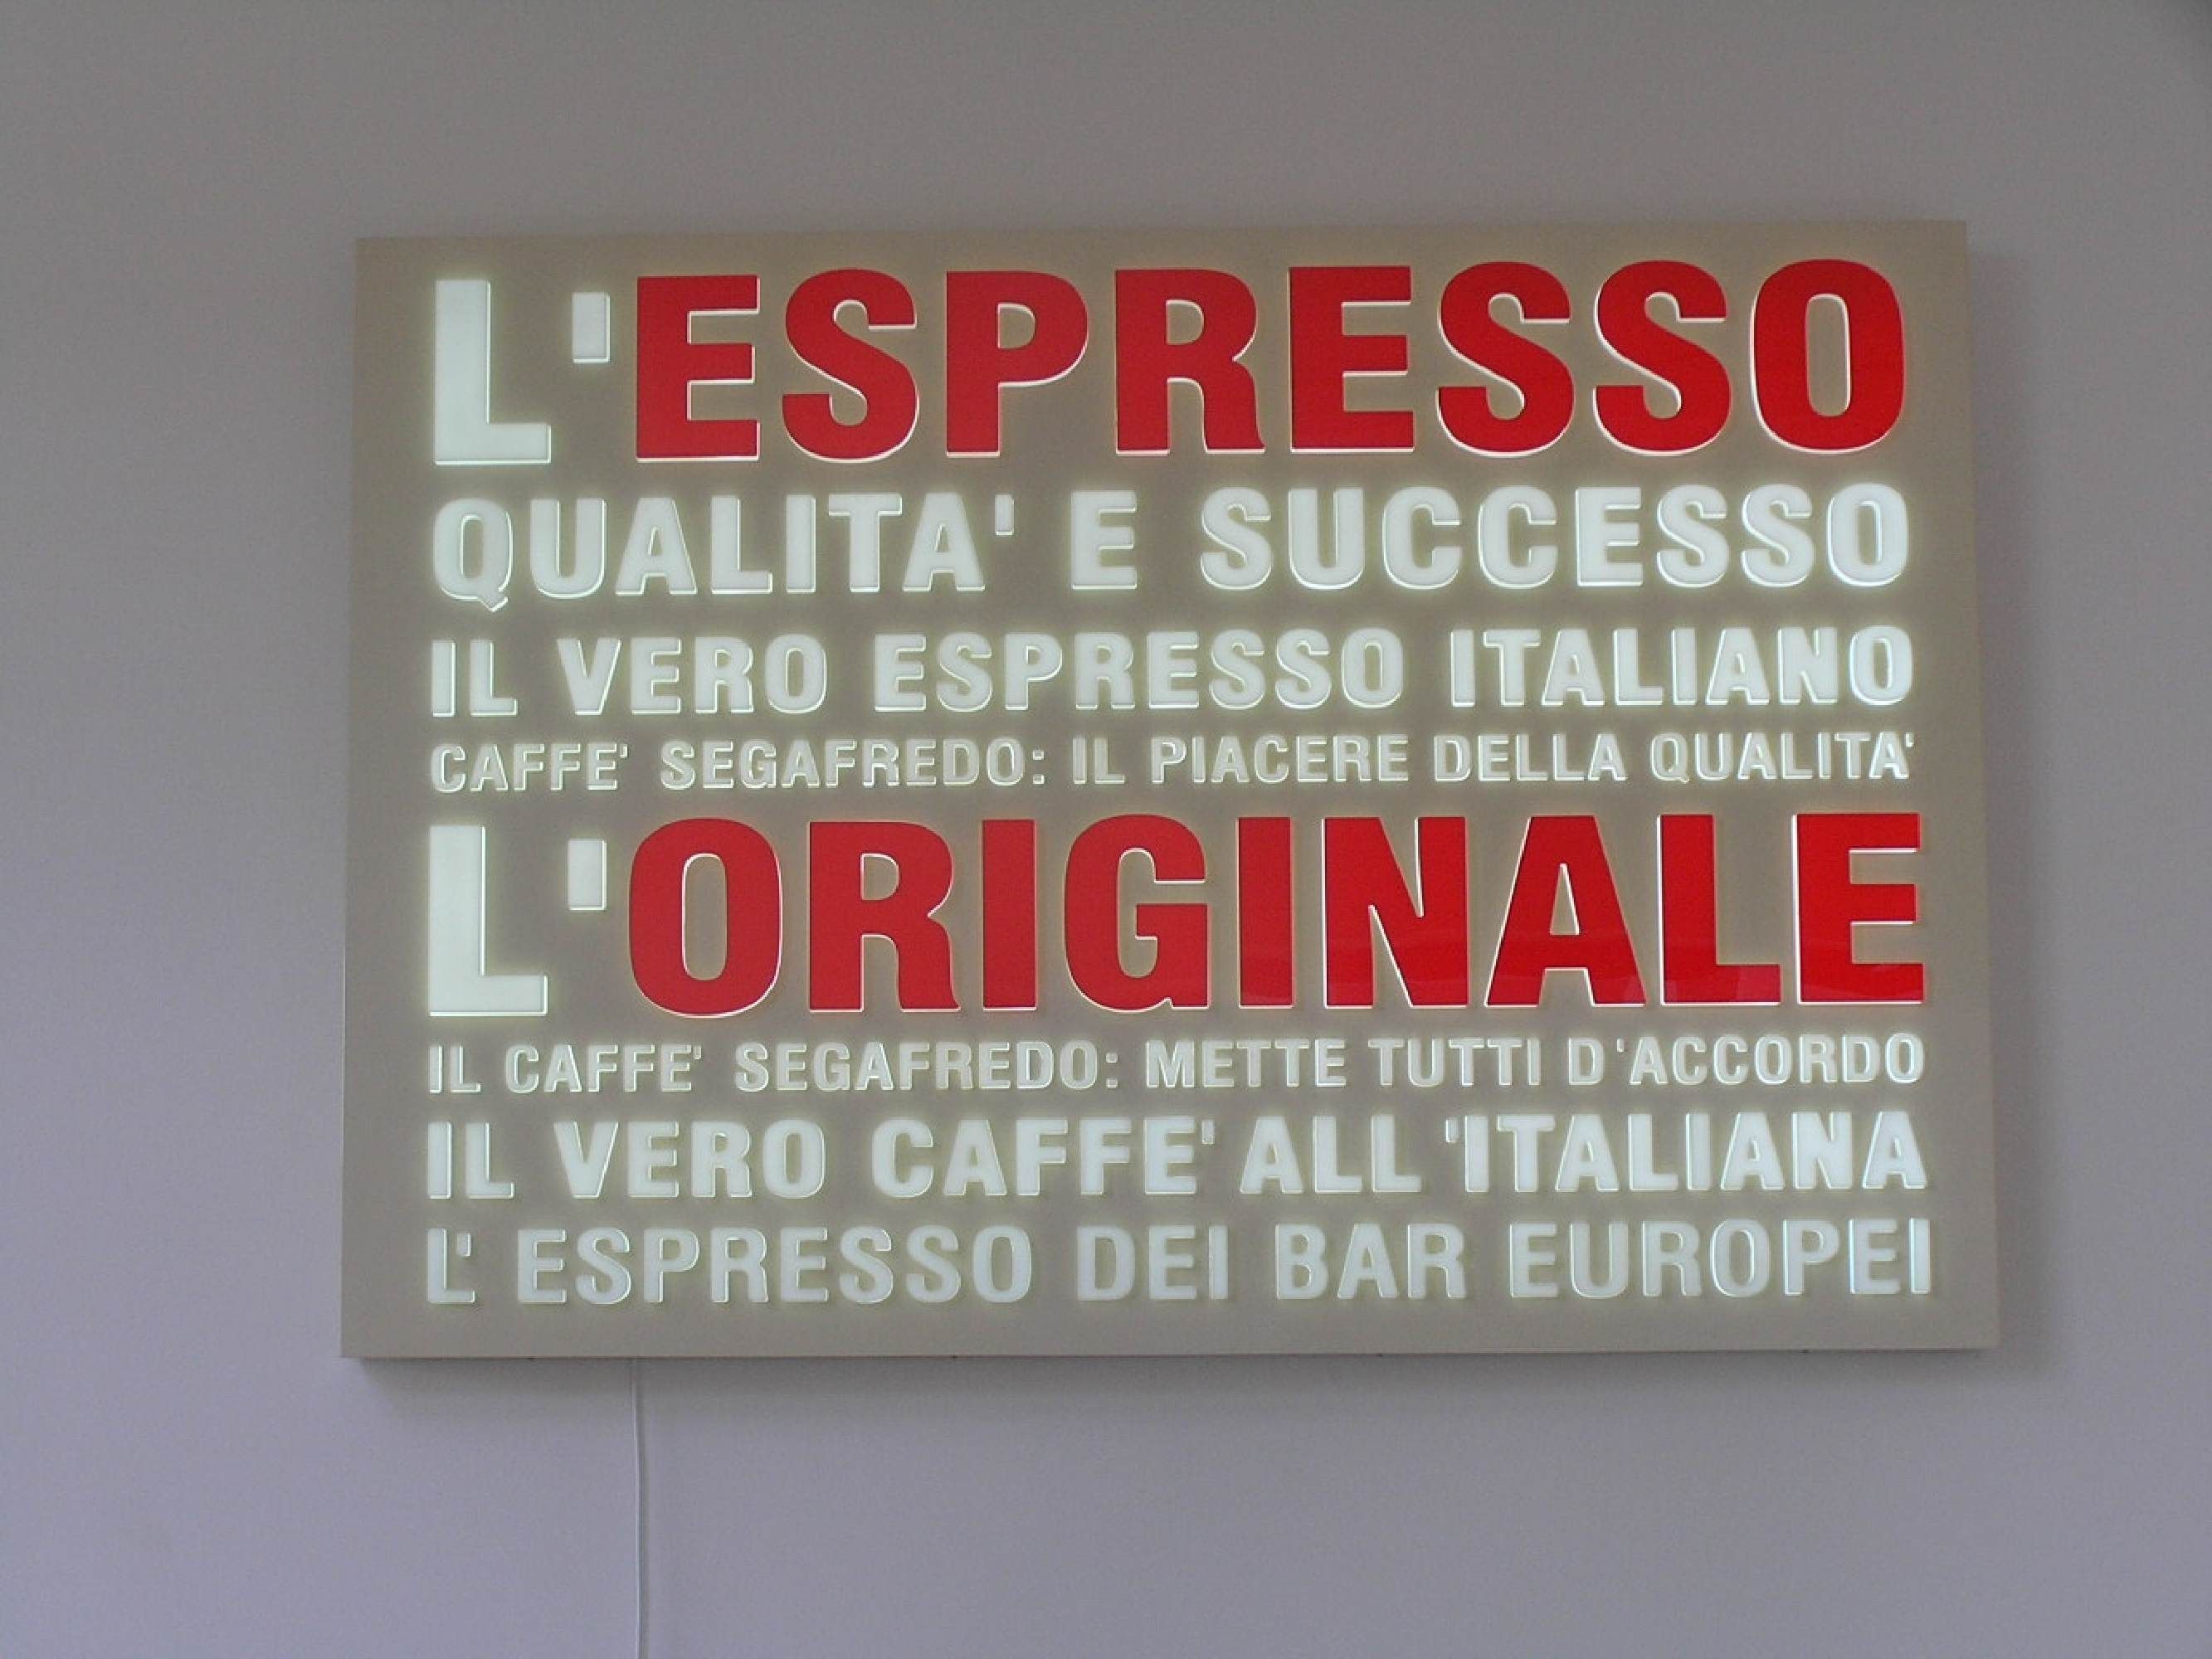 L'ESPRESSO
QUALITA' E SUCCESSO
IL VERO ESPRESSO ITALIANO
CAFFE' SEGAFREDO: IL PIACERE DELLA QUALITA'
L'ORIGINALE
IL CAFFE' SEGAFREDO: METTE TUTTI D'ACCORDO
IL VERO CAFFE' ALL'ITALIANA
L' ESPRESSO DEI BAR EUROPEI